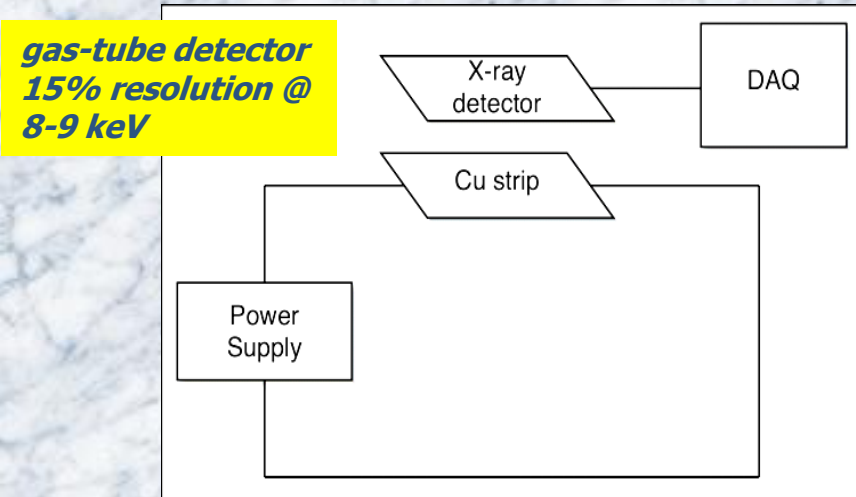 gas-tube detector
15% resolution @
8-9 keV
X-ray
detector
DAQ
Cu strip
Power
Supply